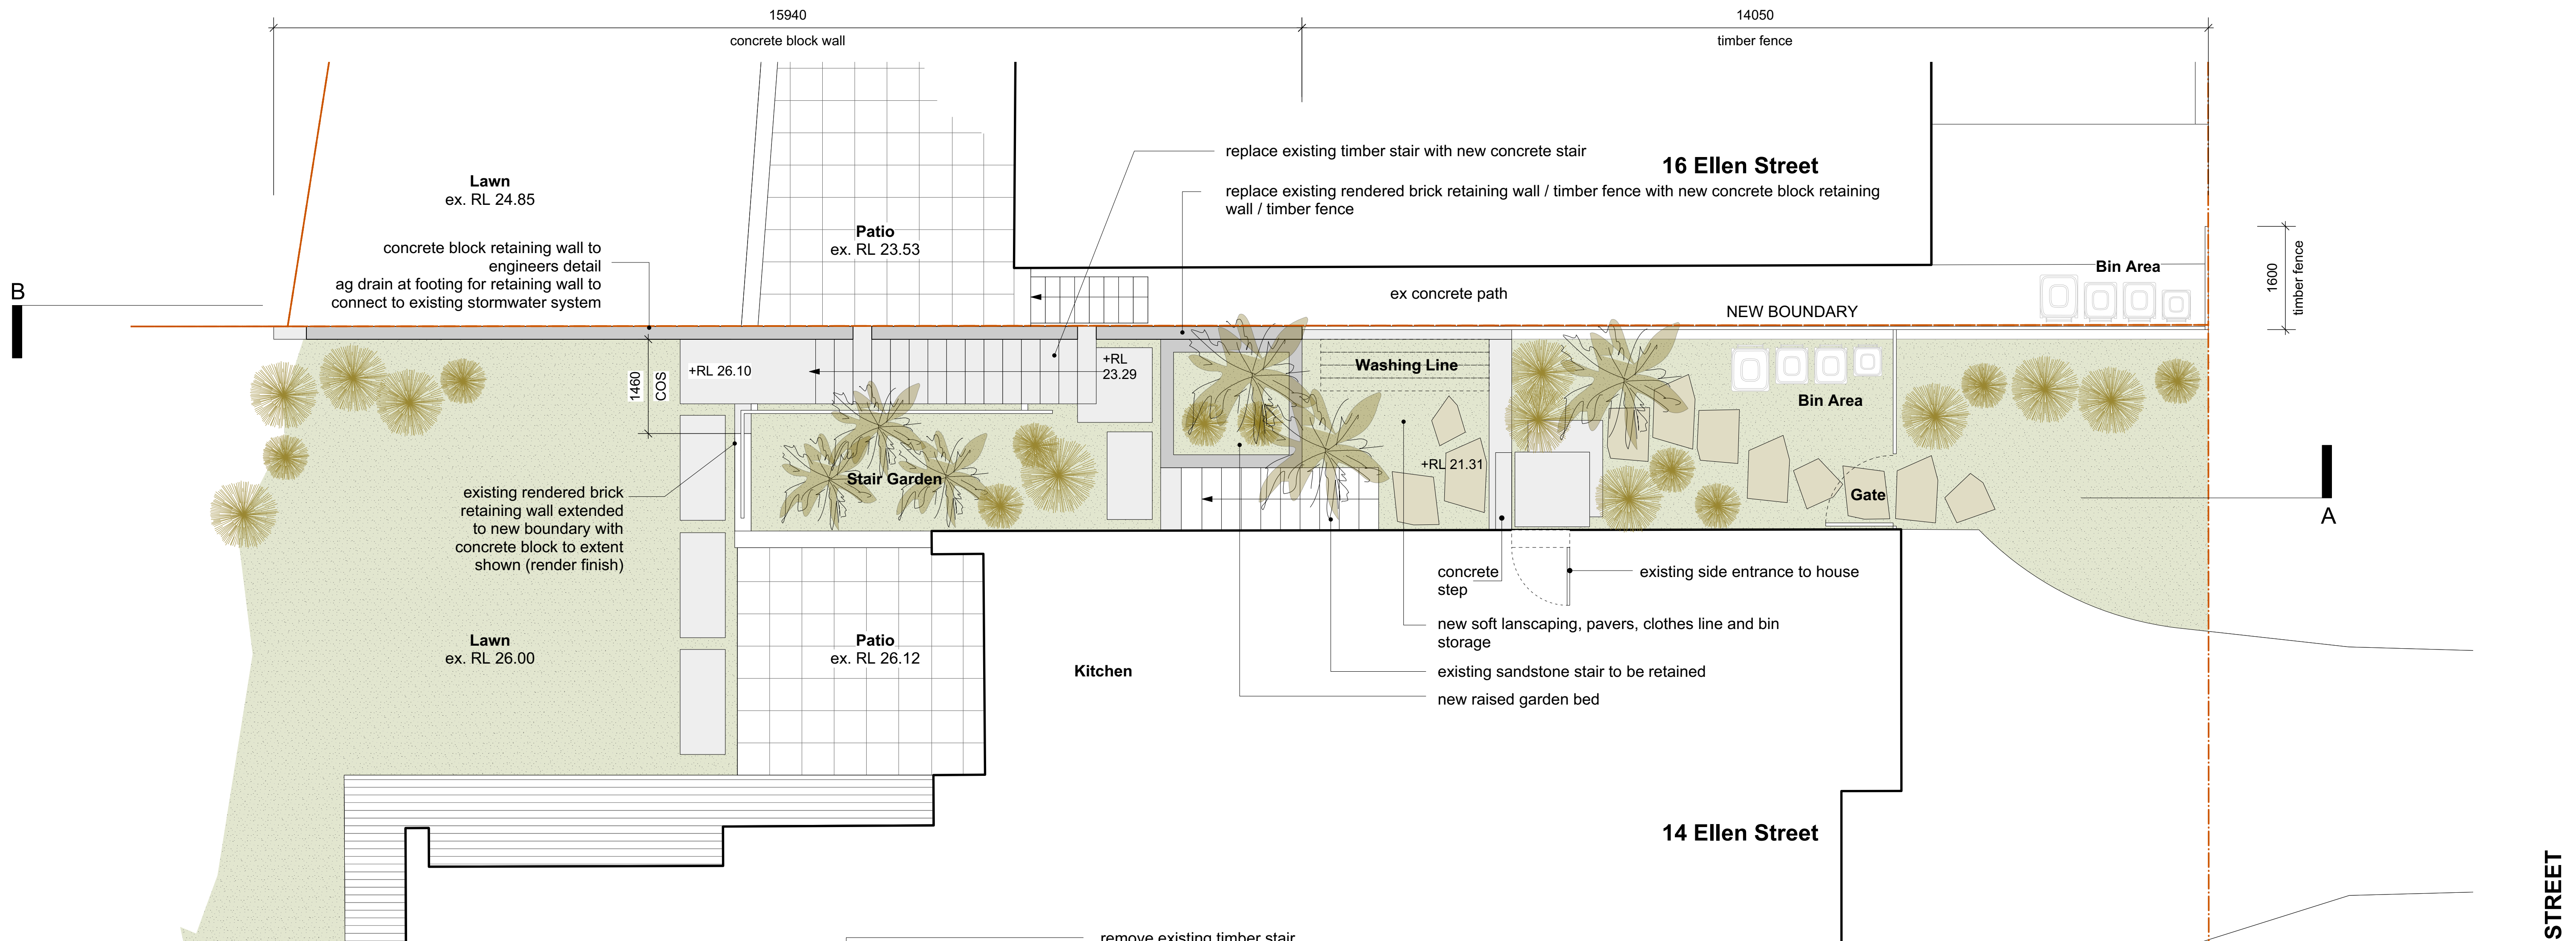 15940
14050
concrete block wall
timber fence
replace existing timber stair with new concrete stair
16 Ellen Street
replace existing rendered brick retaining wall / timber fence with new concrete block retaining
wall / timber fence
Lawn
ex. RL 24.85
Patio
ex. RL 23.53
concrete block retaining wall to
engineers detail
ag drain at footing for retaining wall to
connect to existing stormwater system
B
ex concrete path
NEW BOUNDARY
Bin Area
1600
timber fence
+RL 26.10
1460
COS
+RL
23.29
Washing Line
Bin Area
+RL 21.31
Stair Garden
Gate
A
existing rendered brick
retaining wall extended
to new boundary with
concrete block to extent
shown (render finish)
concrete
step
existing side entrance to house
new soft lanscaping, pavers, clothes line and bin
storage
existing sandstone stair to be retained
new raised garden bed
Lawn
ex. RL 26.00
Patio
ex. RL 26.12
Kitchen
14 Ellen Street
STREET
remove existing timber stair